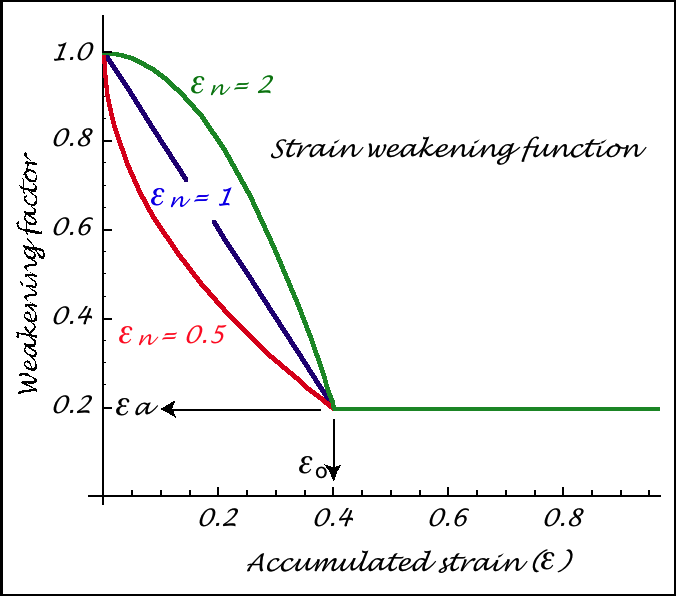 1.0
0.8
0.6
0.4
0.2
Weakening factor
ε n = 2
Strain weakening function
ε n = 1
ε n = 0.5
ε a
ε o
0.2 0.4 0.6 0.8
Accumulated strain (ε)